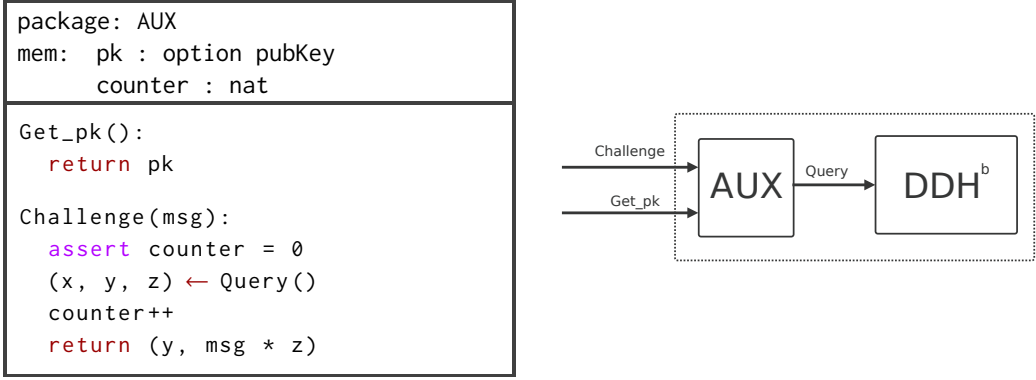 package: AUX
mem:  pk : option pubKey
      counter : nat
Get_pk():
  return pk
Challenge(msg):
  assert counter = 0
  (x, y, z) ← Query()
  counter++
  return (y, msg * z)
Challenge
Get_pk
AUX
Query
DDH^b